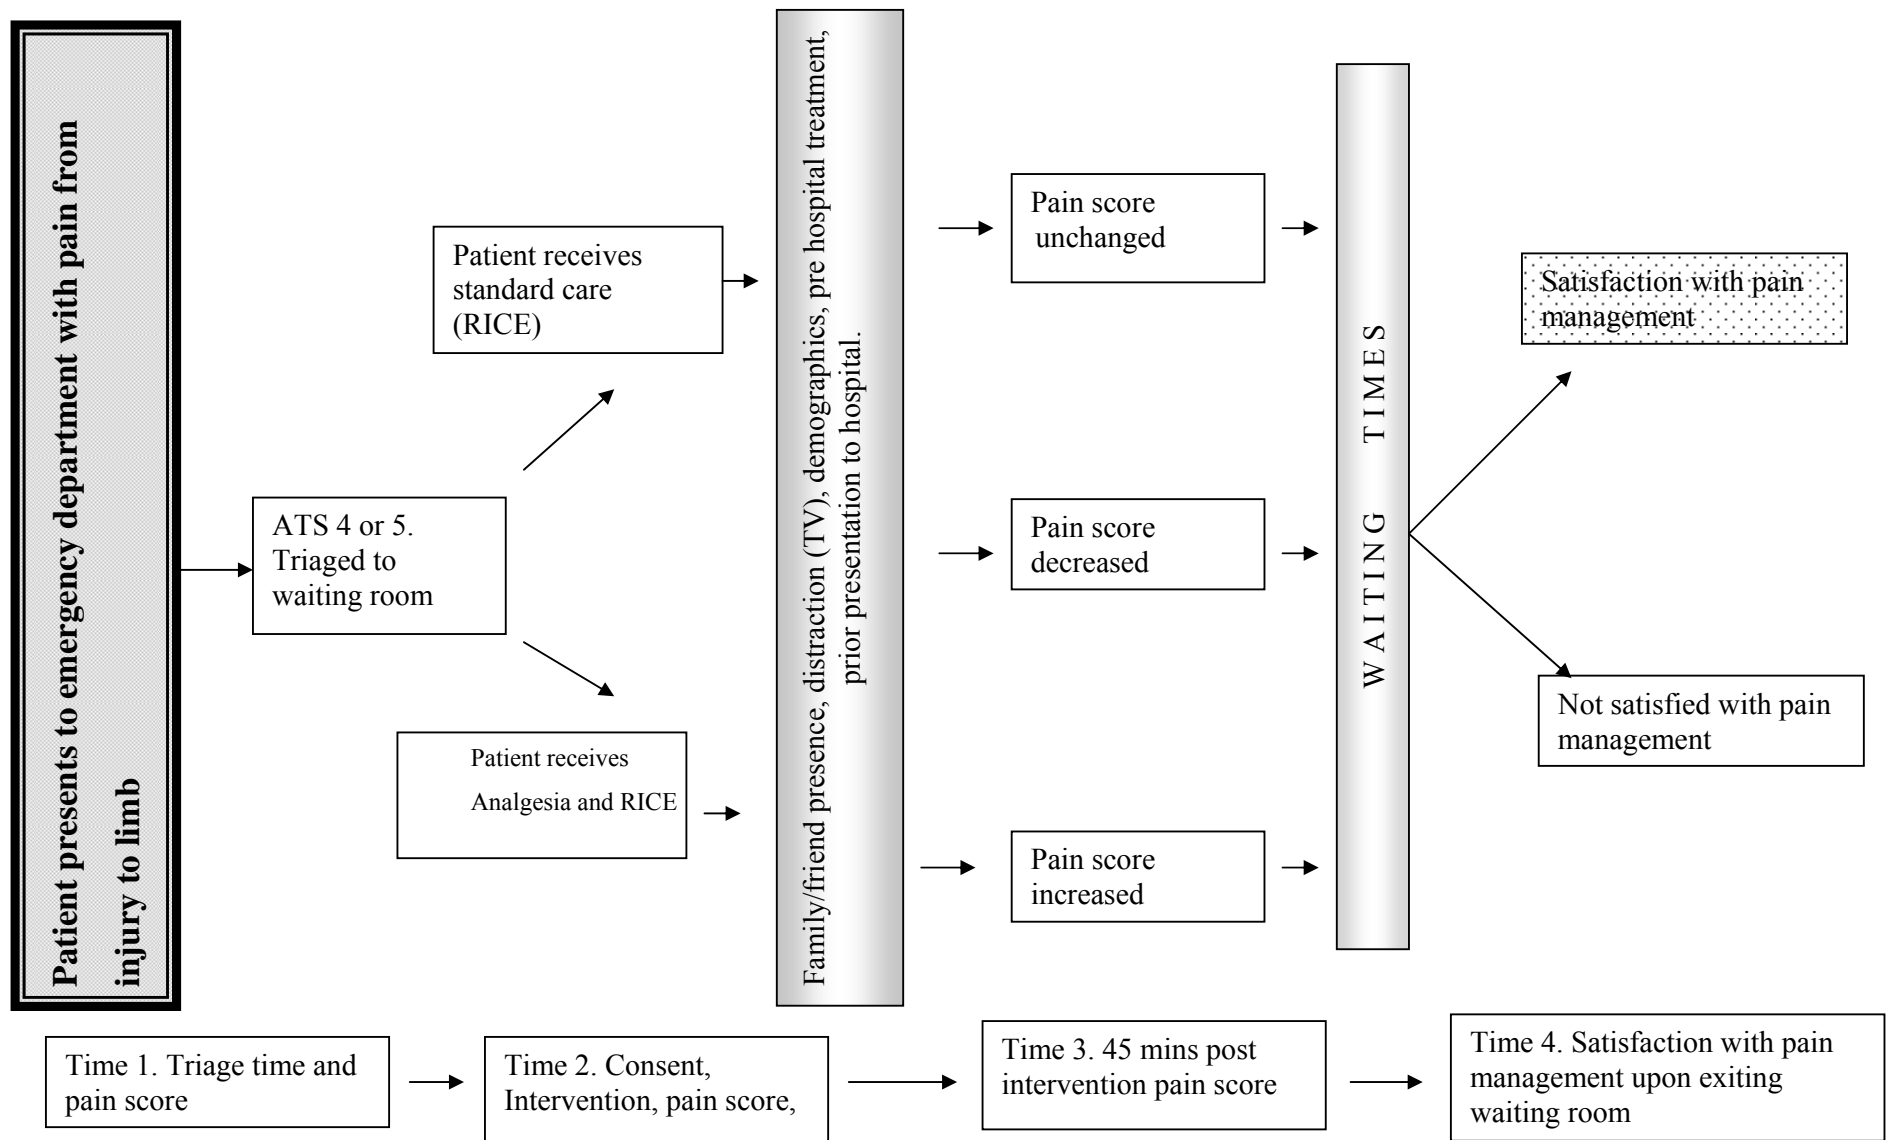 Patient presents to emergency department with pain from
injury to limb
ATS 4 or 5.
Triaged to
waiting room
Patient receives
standard care
(RICE)
Patient receives
Analgesia and RICE
Family/friend presence, distraction (TV), demographics, pre hospital treatment,
prior presentation to hospital.
Pain score
unchanged
Pain score
decreased
Pain score
increased
WAITING TIMES
Satisfaction with pain
management
Not satisfied with pain
management
Time 1. Triage time and
pain score
Time 2. Consent,
Intervention, pain score,
Time 3. 45 mins post
intervention pain score
Time 4. Satisfaction with pain
management upon exiting
waiting room